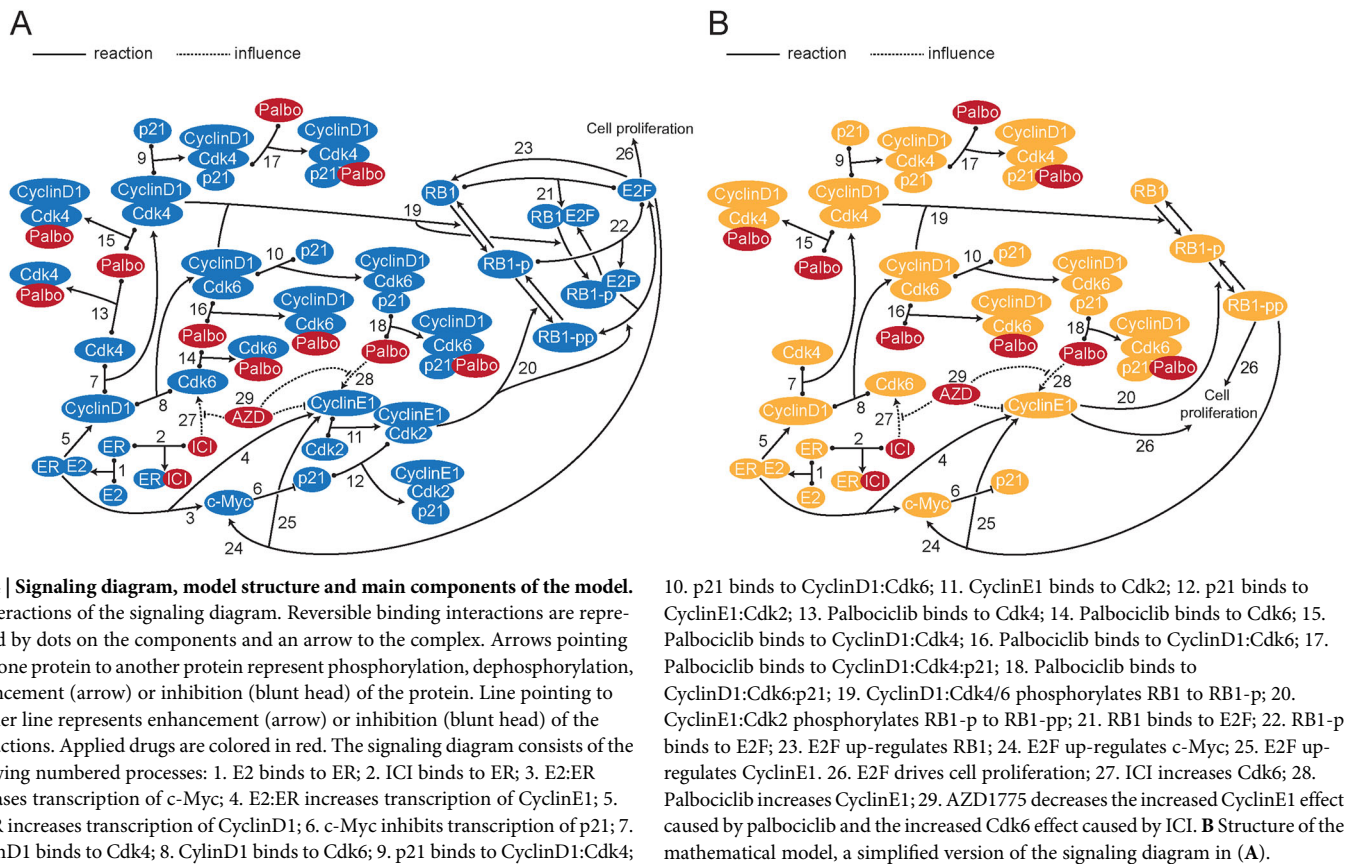 A
reaction
influence
B
reaction
influence
Palbo
p21
CyclinD1
Cdk4
p21
CyclinD1
Cdk4
p21
Palbo
9
17
CyclinD1
Cdk4
Palbo
CyclinD1
Cdk4
15
Palbo
Cdk4
Palbo
13
Cell proliferation
23
26
RB1
E2F
21
RB1
E2F
19
22
RB1-p
E2F
RB1-p
RB1-pp
10
p21
CyclinD1
Cdk6
CyclinD1
Cdk6
p21
16
CyclinD1
Cdk6
Palbo
Palbo
18
CyclinD1
Cdk6
p21
Palbo
Palbo
14
Cdk6
Palbo
Cdk4
7
Cdk6
28
20
CyclinD1
8
29
AZD
CyclinE1
CyclinE1
Cdk2
27
11
Cdk2
5
ER
2
ICI
4
ER
E2
1
ER
ICI
E2
12
CyclinE1
Cdk2
p21
6
p21
c-Myc
3
25
24
Palbo
p21
CyclinD1
Cdk4
p21
CyclinD1
Cdk4
p21
Palbo
9
17
CyclinD1
Cdk4
Palbo
CyclinD1
Cdk4
15
Palbo
RB1
19
RB1-p
RB1-pp
10
p21
CyclinD1
Cdk6
CyclinD1
Cdk6
p21
16
CyclinD1
Cdk6
Palbo
Palbo
18
Palbo
CyclinD1
Cdk6
p21
Palbo
Cdk4
7
Cdk6
29
28
26
Cell
proliferation
CyclinD1
8
27
AZD
CyclinE1
20
26
5
ER
2
ICI
4
ER
E2
1
ER
ICI
E2
6
p21
c-Myc
3
25
24
| Signaling diagram, model structure and main components of the model.
eractions of the signaling diagram. Reversible binding interactions are repre-
d by dots on the components and an arrow to the complex. Arrows pointing
one protein to another protein represent phosphorylation, dephosphorylation,
ncement (arrow) or inhibition (blunt head) of the protein. Line pointing to
er line represents enhancement (arrow) or inhibition (blunt head) of the
ctions. Applied drugs are colored in red. The signaling diagram consists of the
ying numbered processes: 1. E2 binds to ER; 2. ICI binds to ER; 3. E2:ER
ases transcription of c-Myc; 4. E2:ER increases transcription of CyclinE1; 5.
R increases transcription of CyclinD1; 6. c-Myc inhibits transcription of p21; 7.
inD1 binds to Cdk4; 8. CylinD1 binds to Cdk6; 9. p21 binds to CyclinD1:Cdk4;
10. p21 binds to CyclinD1:Cdk6; 11. CyclinE1 binds to Cdk2; 12. p21 binds to
CyclinE1:Cdk2; 13. Palbociclib binds to Cdk4; 14. Palbociclib binds to Cdk6; 15.
Palbociclib binds to CyclinD1:Cdk4; 16. Palbociclib binds to CyclinD1:Cdk6; 17.
Palbociclib binds to CyclinD1:Cdk4:p21; 18. Palbociclib binds to
CyclinD1:Cdk6:p21; 19. CyclinD1:Cdk4/6 phosphorylates RB1 to RB1-p; 20.
CyclinE1:Cdk2 phosphorylates RB1-p to RB1-pp; 21. RB1 binds to E2F; 22. RB1-p
binds to E2F; 23. E2F up-regulates RB1; 24. E2F up-regulates c-Myc; 25. E2F up-
regulates CyclinE1. 26. E2F drives cell proliferation; 27. ICI increases Cdk6; 28.
Palbociclib increases CyclinE1; 29. AZD1775 decreases the increased CyclinE1 effect
caused by palbociclib and the increased Cdk6 effect caused by ICI. B Structure of the
mathematical model, a simplified version of the signaling diagram in (A).